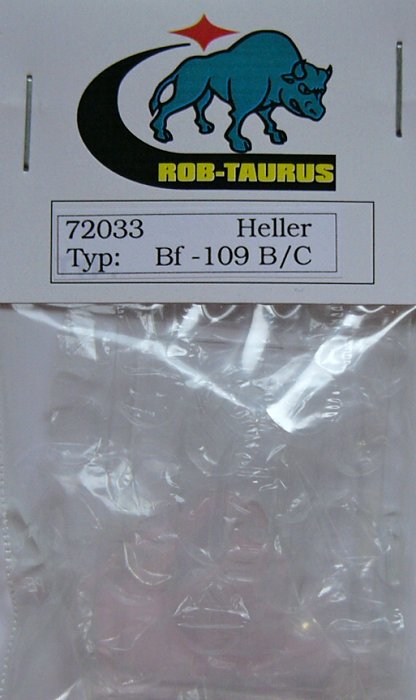 ROB-TAURUS
72033 Heller
Typ: Bf -109 B/C